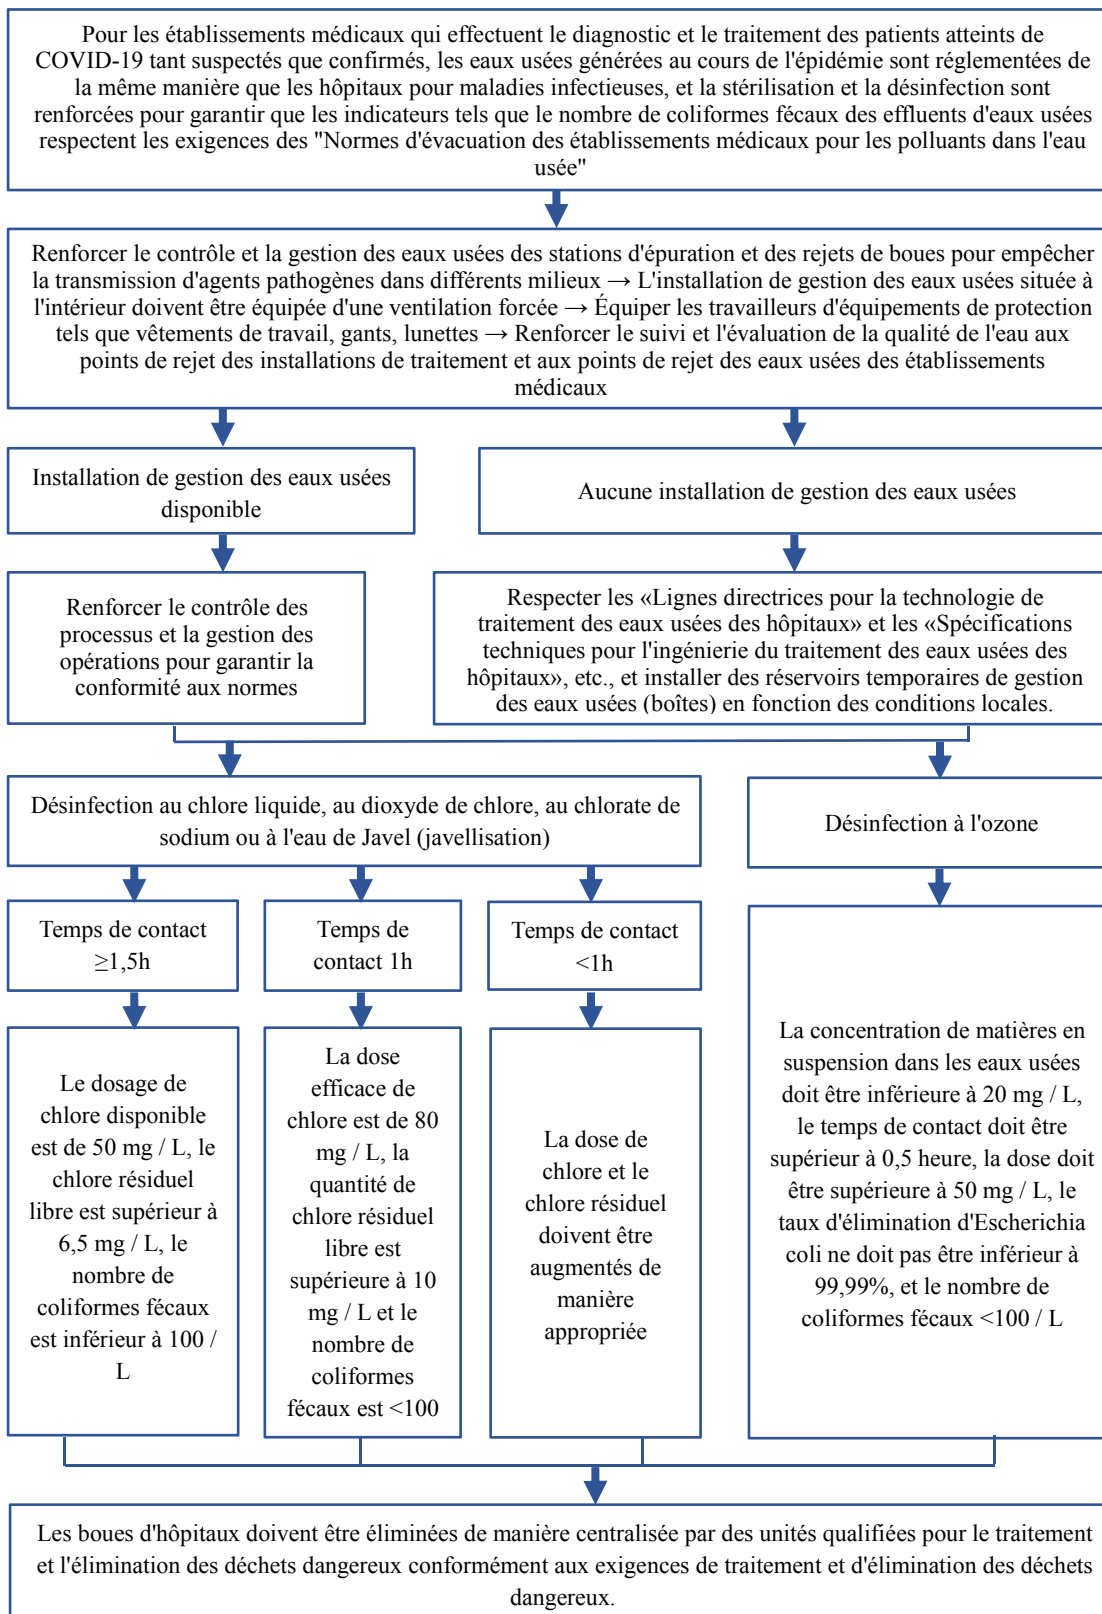 Pour les établissements médicaux qui effectuent le diagnostic et le traitement des patients atteints de
COVID-19 tant suspectés que confirmés, les eaux usées générées au cours de l'épidémie sont réglementées de
la même manière que les hôpitaux pour maladies infectieuses, et la stérilisation et la désinfection sont
renforcées pour garantir que les indicateurs tels que le nombre de coliformes fécaux des effluents d'eaux usées
respectent les exigences des "Normes d'évacuation des établissements médicaux pour les polluants dans l'eau
usée"
Renforcer le contrôle et la gestion des eaux usées des stations d'épuration et des rejets de boues pour empêcher
la transmission d'agents pathogènes dans différents milieux → L'installation de gestion des eaux usées située à
l'intérieur doivent être équipée d'une ventilation forcée → Équiper les travailleurs d'équipements de protection
tels que vêtements de travail, gants, lunettes → Renforcer le suivi et l'évaluation de la qualité de l'eau aux
points de rejet des installations de traitement et aux points de rejet des eaux usées des établissements
médicaux
Installation de gestion des eaux usées
disponible
Aucune installation de gestion des eaux usées
Renforcer le contrôle des
processus et la gestion des
opérations pour garantir la
conformité aux normes
Respecter les «Lignes directrices pour la technologie de
traitement des eaux usées des hôpitaux» et les «Spécifications
techniques pour l'ingénierie du traitement des eaux usées des
hôpitaux», etc., et installer des réservoirs temporaires de gestion
des eaux usées (boîtes) en fonction des conditions locales.
Désinfection au chlore liquide, au dioxyde de chlore, au chlorate de
sodium ou à l'eau de Javel (javellisation)
Désinfection à l'ozone
Temps de contact
≥1,5h
Temps de
contact 1h
Temps de contact
<1h
Le dosage de
chlore disponible
est de 50 mg / L, le
chlore résiduel
libre est supérieur à
6,5 mg / L, le
nombre de
coliformes fécaux
est inférieur à 100 /
L
La dose
efficace de
chlore est de 80
mg / L, la
quantité de
chlore résiduel
libre est
supérieure à 10
mg / L et le
nombre de
coliformes
fécaux est <100
La dose de
chlore et le
chlore résiduel
doivent être
augmentés de
manière
appropriée
La concentration de matières en
suspension dans les eaux usées
doit être inférieure à 20 mg / L,
le temps de contact doit être
supérieur à 0,5 heure, la dose doit
être supérieure à 50 mg / L, le
taux d'élimination d'Escherichia
coli ne doit pas être inférieur à
99,99%, et le nombre de
coliformes fécaux <100 / L
Les boues d'hôpitaux doivent être éliminées de manière centralisée par des unités qualifiées pour le traitement
et l'élimination des déchets dangereux conformément aux exigences de traitement et d'élimination des déchets
dangereux.